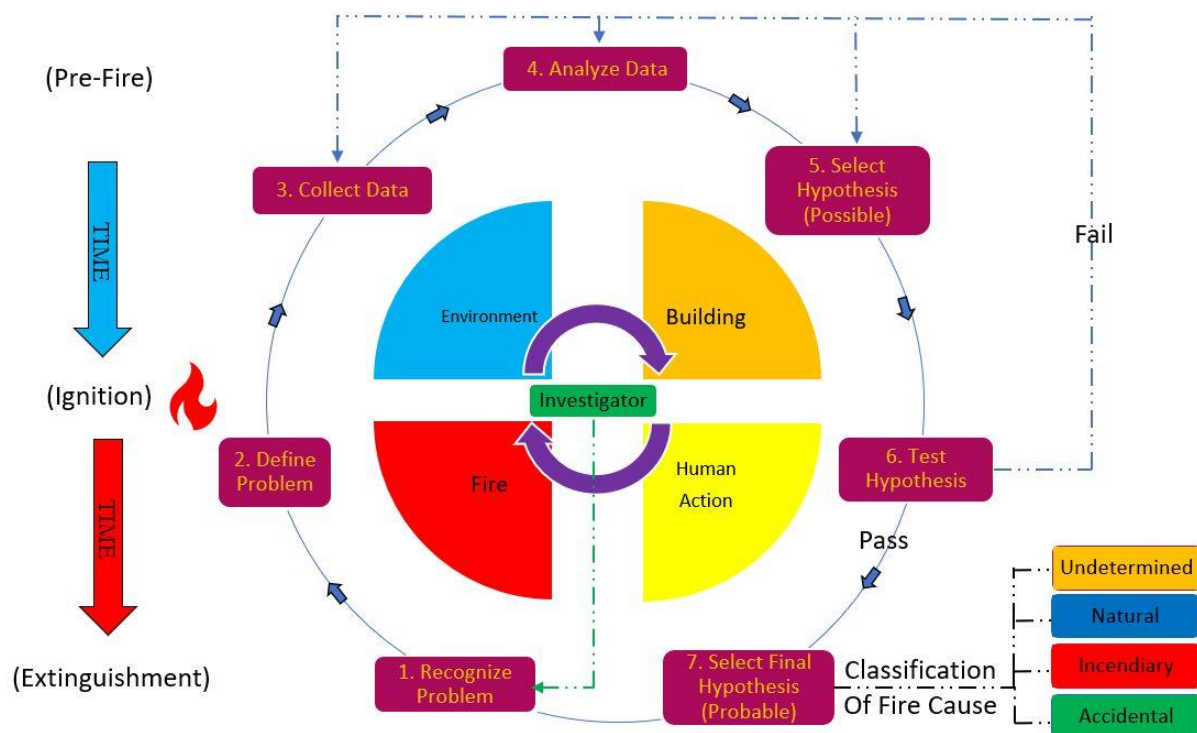 (Pre-Fire)
TIME
(Ignition)
TIME
(Extinguishment)
1. Recognize
Problem
2. Define
Problem
3. Collect Data
4. Analyze Data
5. Select
Hypothesis
(Possible)
6. Test
Hypothesis
7. Select Final
Hypothesis
(Probable)
Environment
Building
Investigator
Fire
Human
Action
Fail
Pass
Classification
Of Fire Cause
Undetermined
Natural
Incendiary
Accidental